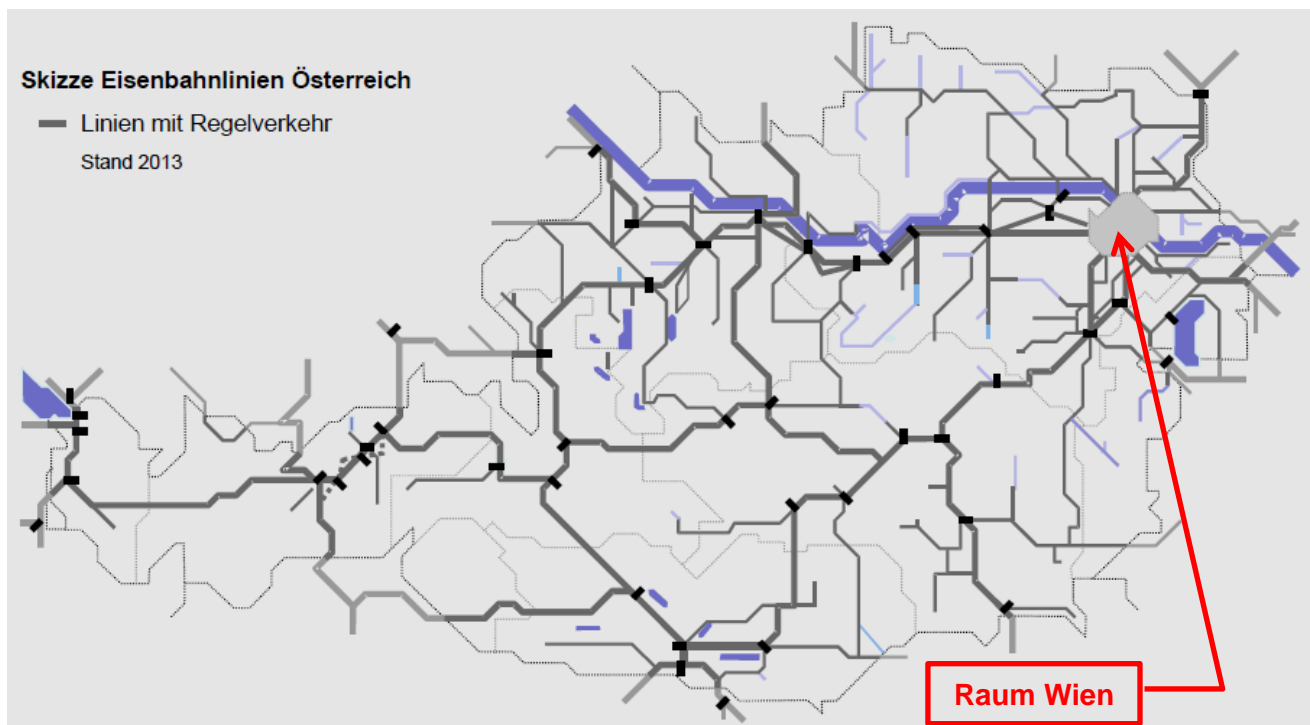 Skizze Eisenbahnlinien Österreich
Linien mit Regelverkehr
Stand 2013
Raum Wien